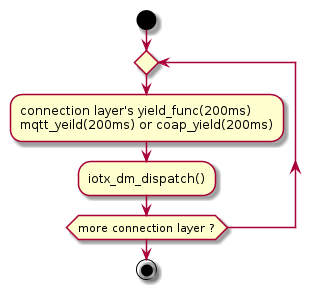 connection layer's yield_func(200ms)
mqtt_yeild(200ms) or coap_yield(200ms)
iotx_dm_dispatch()
more connection layer ?